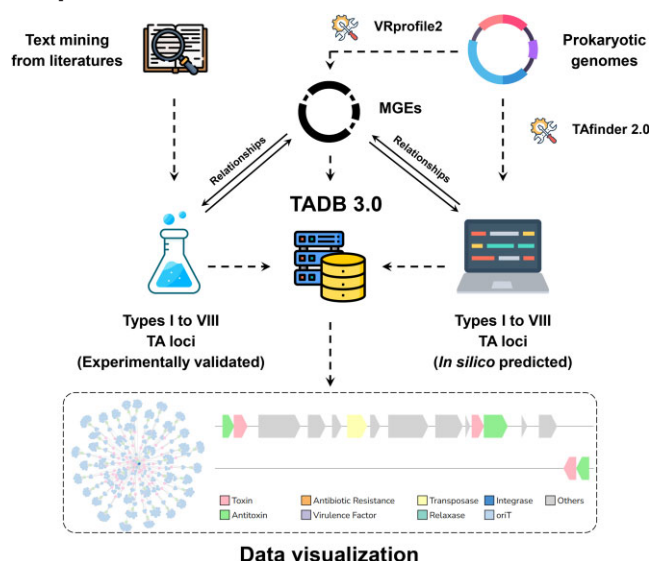 Text mining
from literatures
VRprofile2
Prokaryotic
genomes
MGEs
TAfinder 2.0
Relationships
Relationships
TADB 3.0
Types I to VIII
TA loci
(Experimentally validated)
Types I to VIII
TA loci
(In silico predicted)
Toxin
Antibiotic Resistance
Transposase
Integrase
Others
Antitoxin
Virulence Factor
Relaxase
oriT
Data visualization